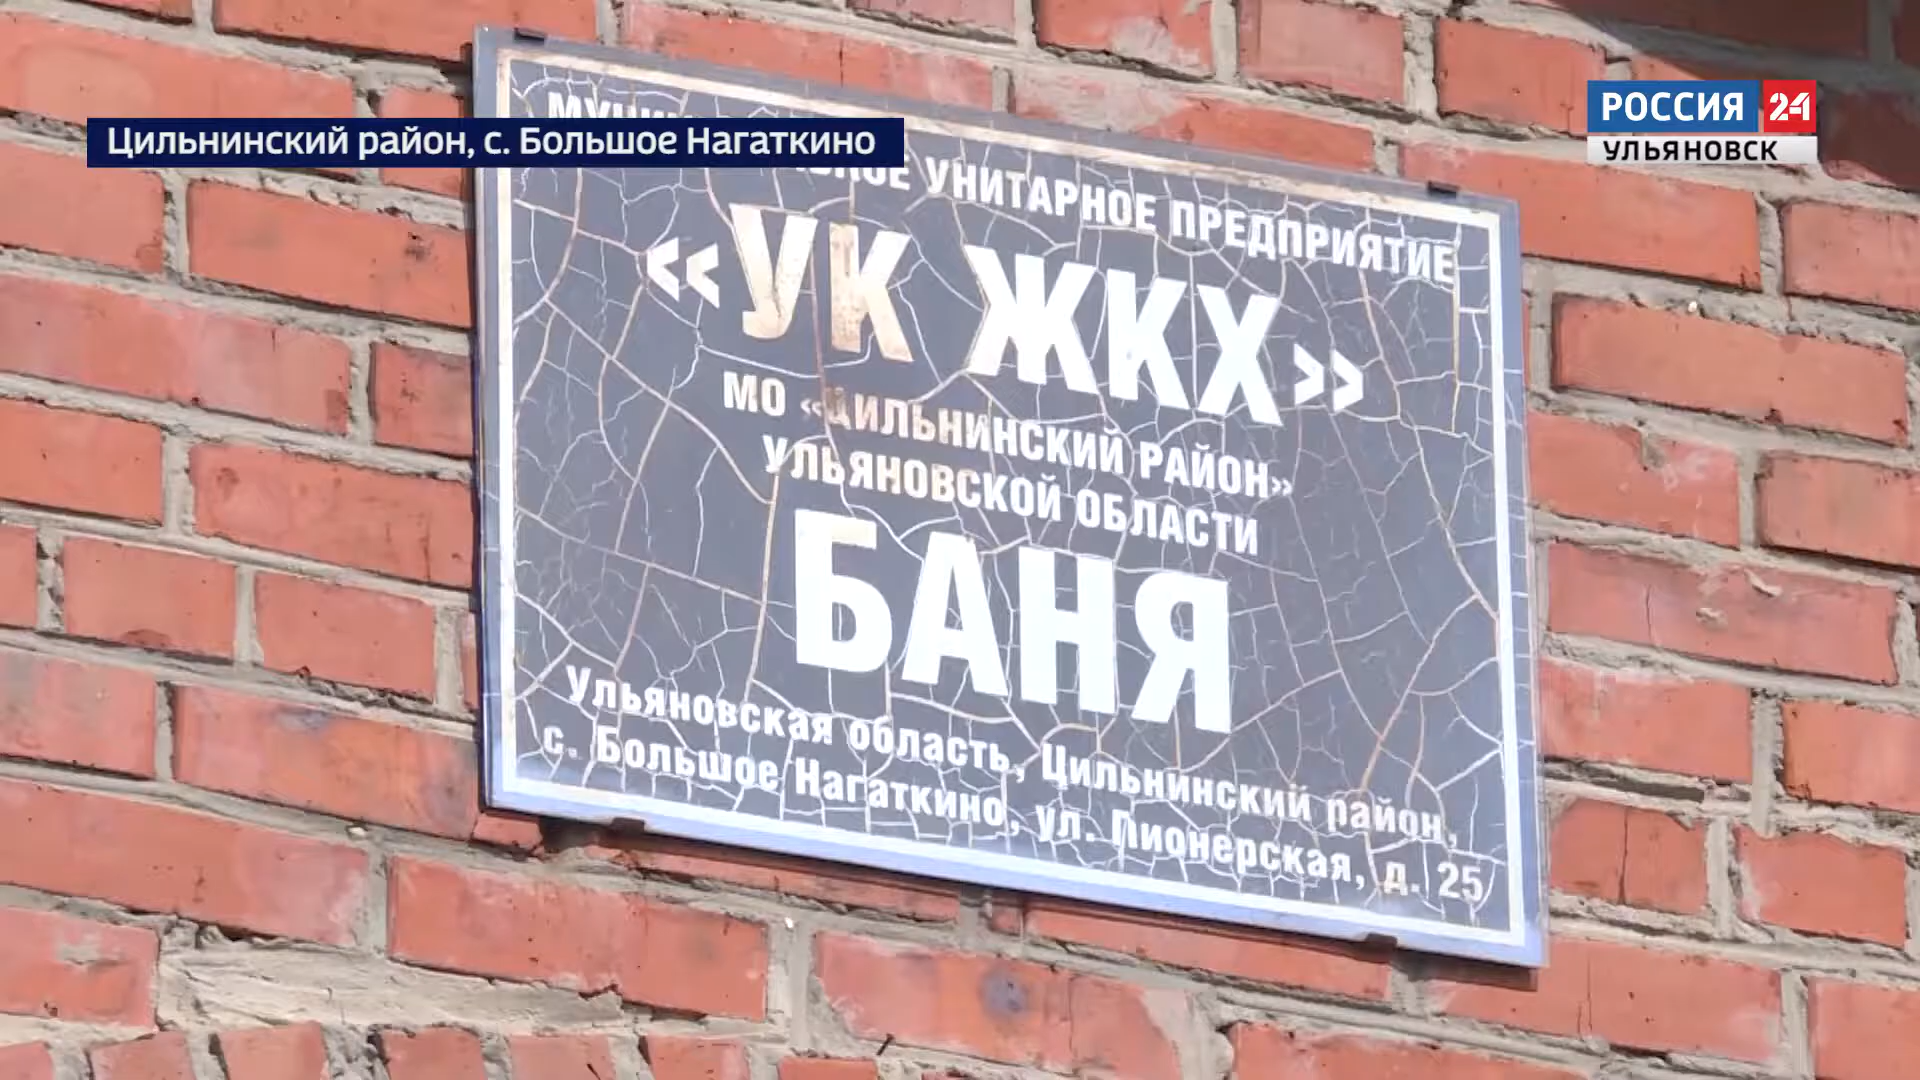 РОССИЯ 24
УЛЬЯНОВСК
Цильнинский район, с. Большое Нагаткино
УНИТАРНОЕ ПРЕДПРИЯТИЕ
«УК ЖКХ»
МО «ЦИЛЬНИНСКИЙ РАЙОН»
УЛЬЯНОВСКОЙ ОБЛАСТИ
БАНЯ
Ульяновская область, Цильнинский район,
с. Большое Нагаткино, ул. Пионерская, д. 25